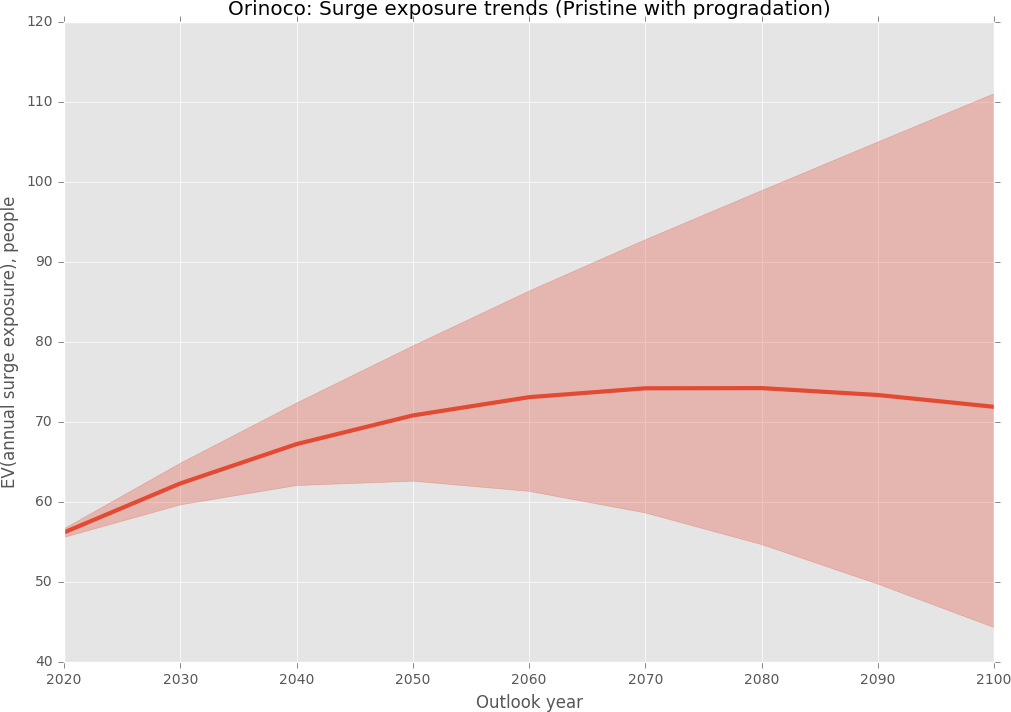 Orinoco: Surge exposure trends (Pristine with progradation)
120
110
100
90
80
70
60
50
40
EV(annual surge exposure), people
2020 2030 2040 2050 2060 2070 2080 2090 2100
Outlook year